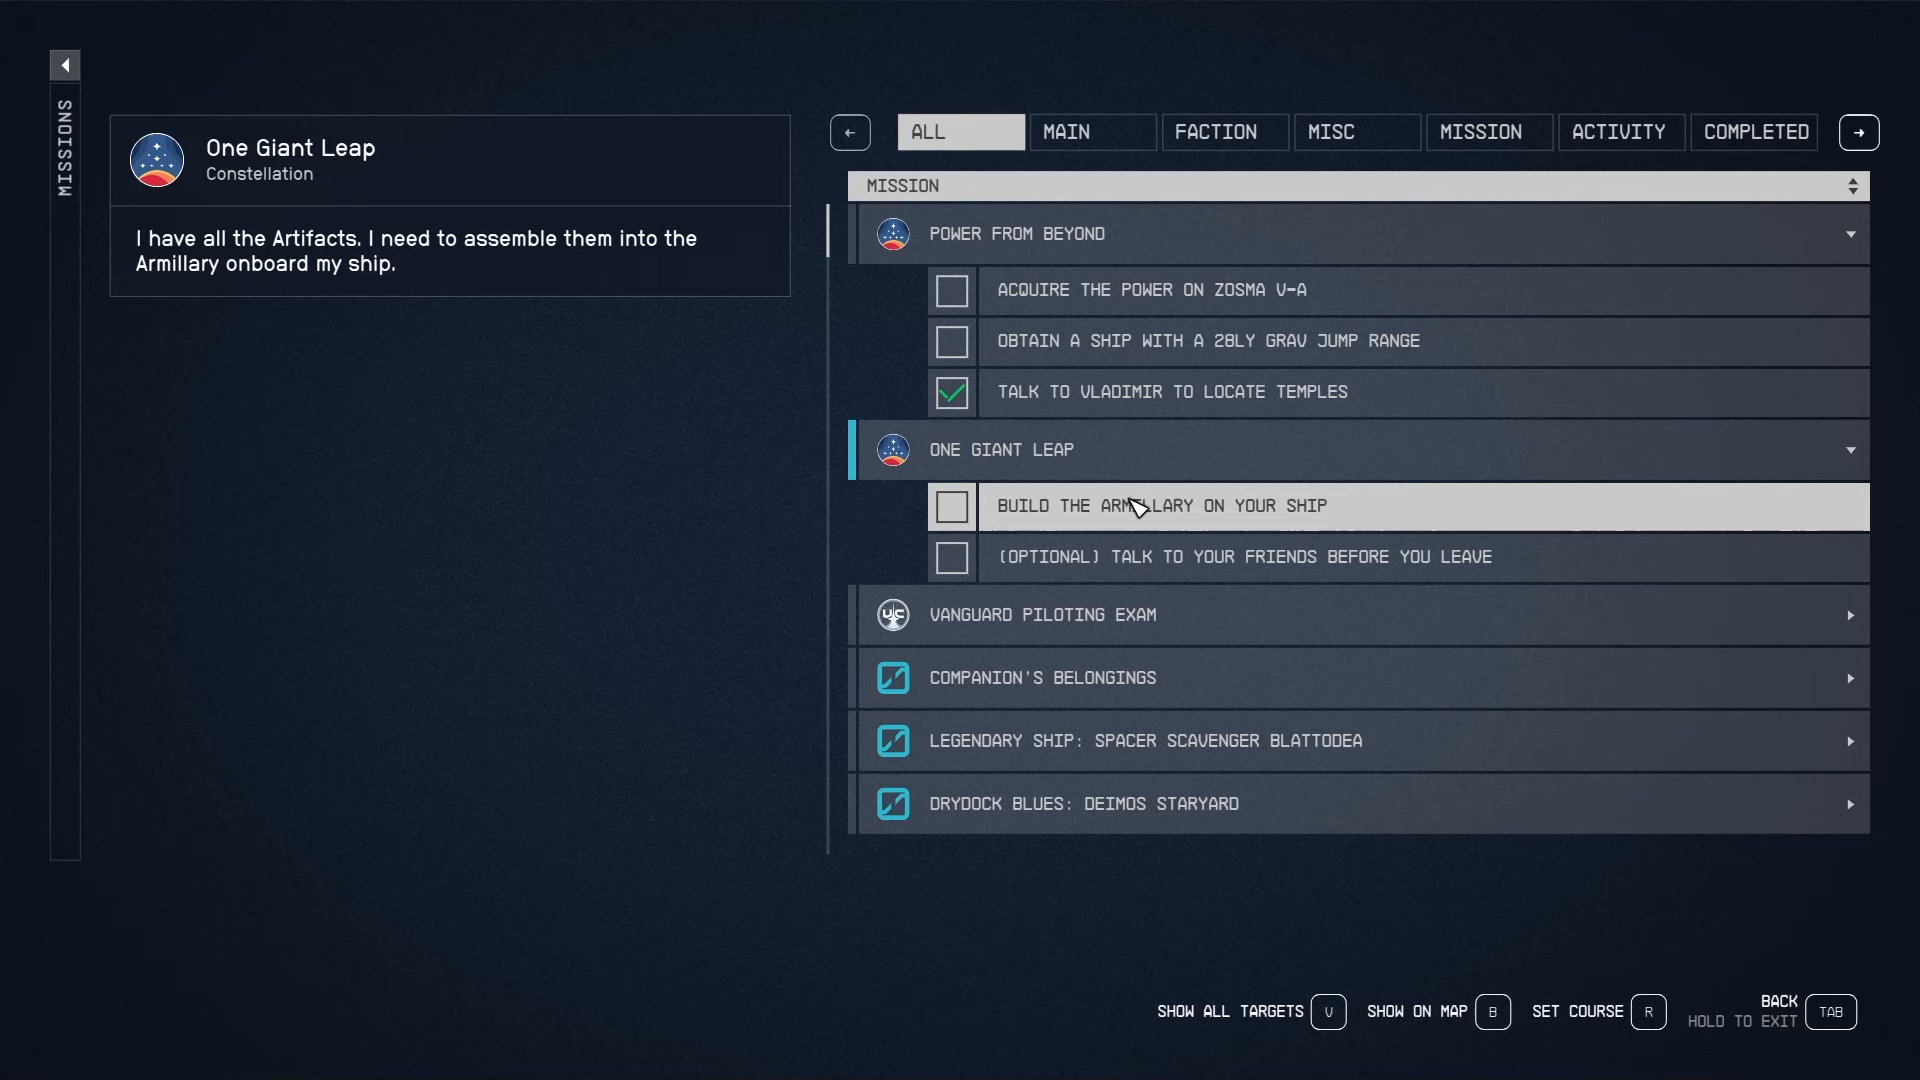 MISSIONS
One Giant Leap
Constellation
I have all the Artifacts. I need to assemble them into the
Armillary onboard my ship.
ALL MAIN FACTION MISC MISSION ACTIVITY COMPLETED
MISSION
POWER FROM BEYOND
ACQUIRE THE POWER ON ZOSMA V-A
OBTAIN A SHIP WITH A 28LY GRAV JUMP RANGE
TALK TO VLADIMIR TO LOCATE TEMPLES
ONE GIANT LEAP
BUILD THE ARMILLARY ON YOUR SHIP
(OPTIONAL) TALK TO YOUR FRIENDS BEFORE YOU LEAVE
UC VANGUARD PILOTING EXAM
COMPANION'S BELONGINGS
LEGENDARY SHIP: SPACER SCAVENGER BLATTODEA
DRYDOCK BLUES: DEIMOS STARYARD
SHOW ALL TARGETS V SHOW ON MAP B SET COURSE R BACK TAB
HOLD TO EXIT